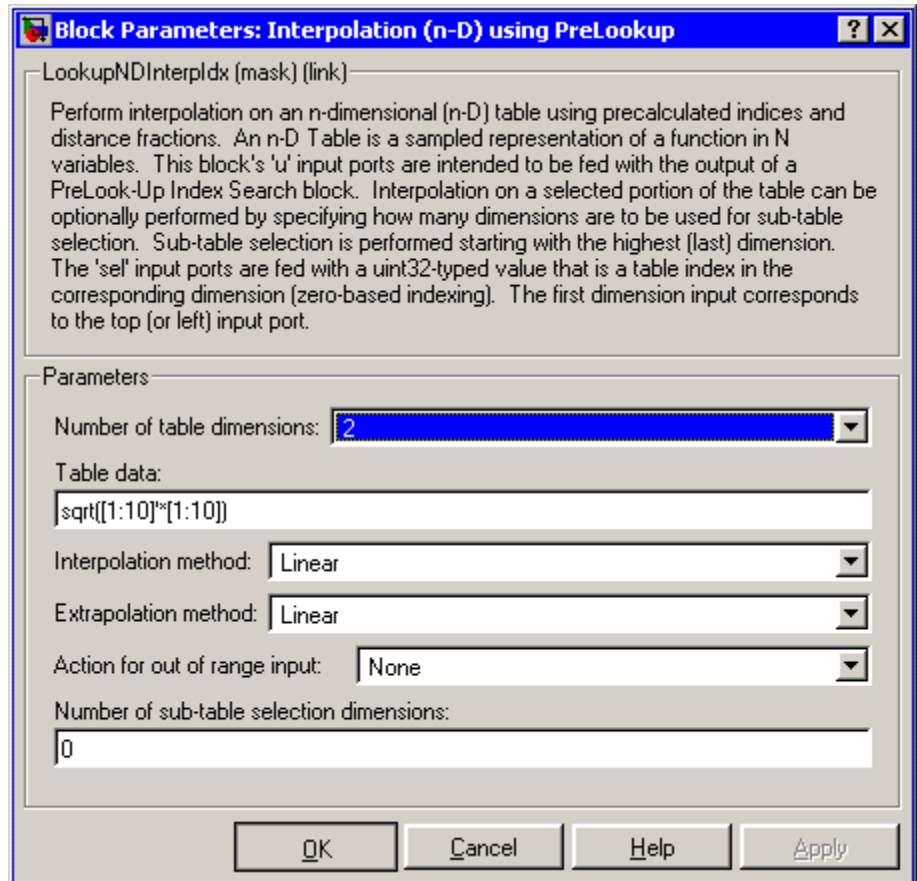 Block Parameters: Interpolation (n-D) using PreLookup
LookupNDInterpIdx (mask) (link)
Perform interpolation on an n-dimensional (n-D) table using precalculated indices and
distance fractions.  An n-D Table is a sampled representation of a function in N
variables.  This block's 'u' input ports are intended to be fed with the output of a
PreLook-Up Index Search block.  Interpolation on a selected portion of the table can be
optionally performed by specifying how many dimensions are to be used for sub-table
selection.  Sub-table selection is performed starting with the highest (last) dimension.
The 'sel' input ports are fed with a uint32-typed value that is a table index in the
corresponding dimension (zero-based indexing).  The first dimension input corresponds
to the top (or left) input port.
Parameters
Number of table dimensions: 2
Table data:
sqrt([1:10]'*[1:10])
Interpolation method: Linear
Extrapolation method: Linear
Action for out of range input: None
Number of sub-table selection dimensions:
0
OK Cancel Help Apply